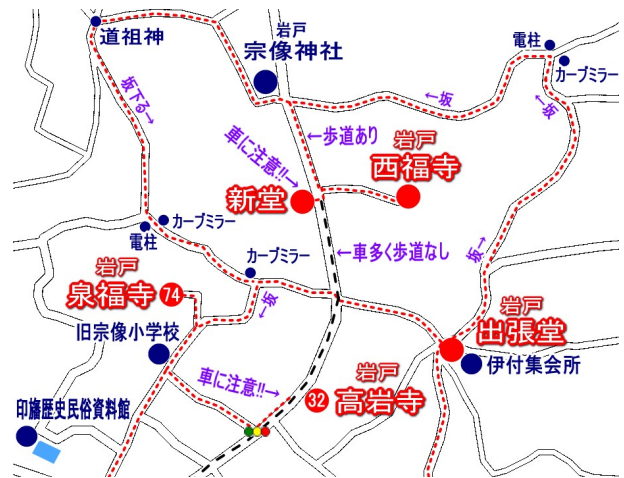 道祖神
岩戸
宗像神社
電柱
カーブミラー
坂下る→
←坂
←坂
←歩道あり
車に注意!!→
岩戸
西福寺
新堂
カーブミラー
電柱
←車多く歩道なし
坂→
カーブミラー
岩戸
泉福寺 74
←坂
岩戸
出張堂
旧宗像小学校
伊付集会所
車に注意!!→
岩戸
32 高岩寺
印旛歴史民俗資料館